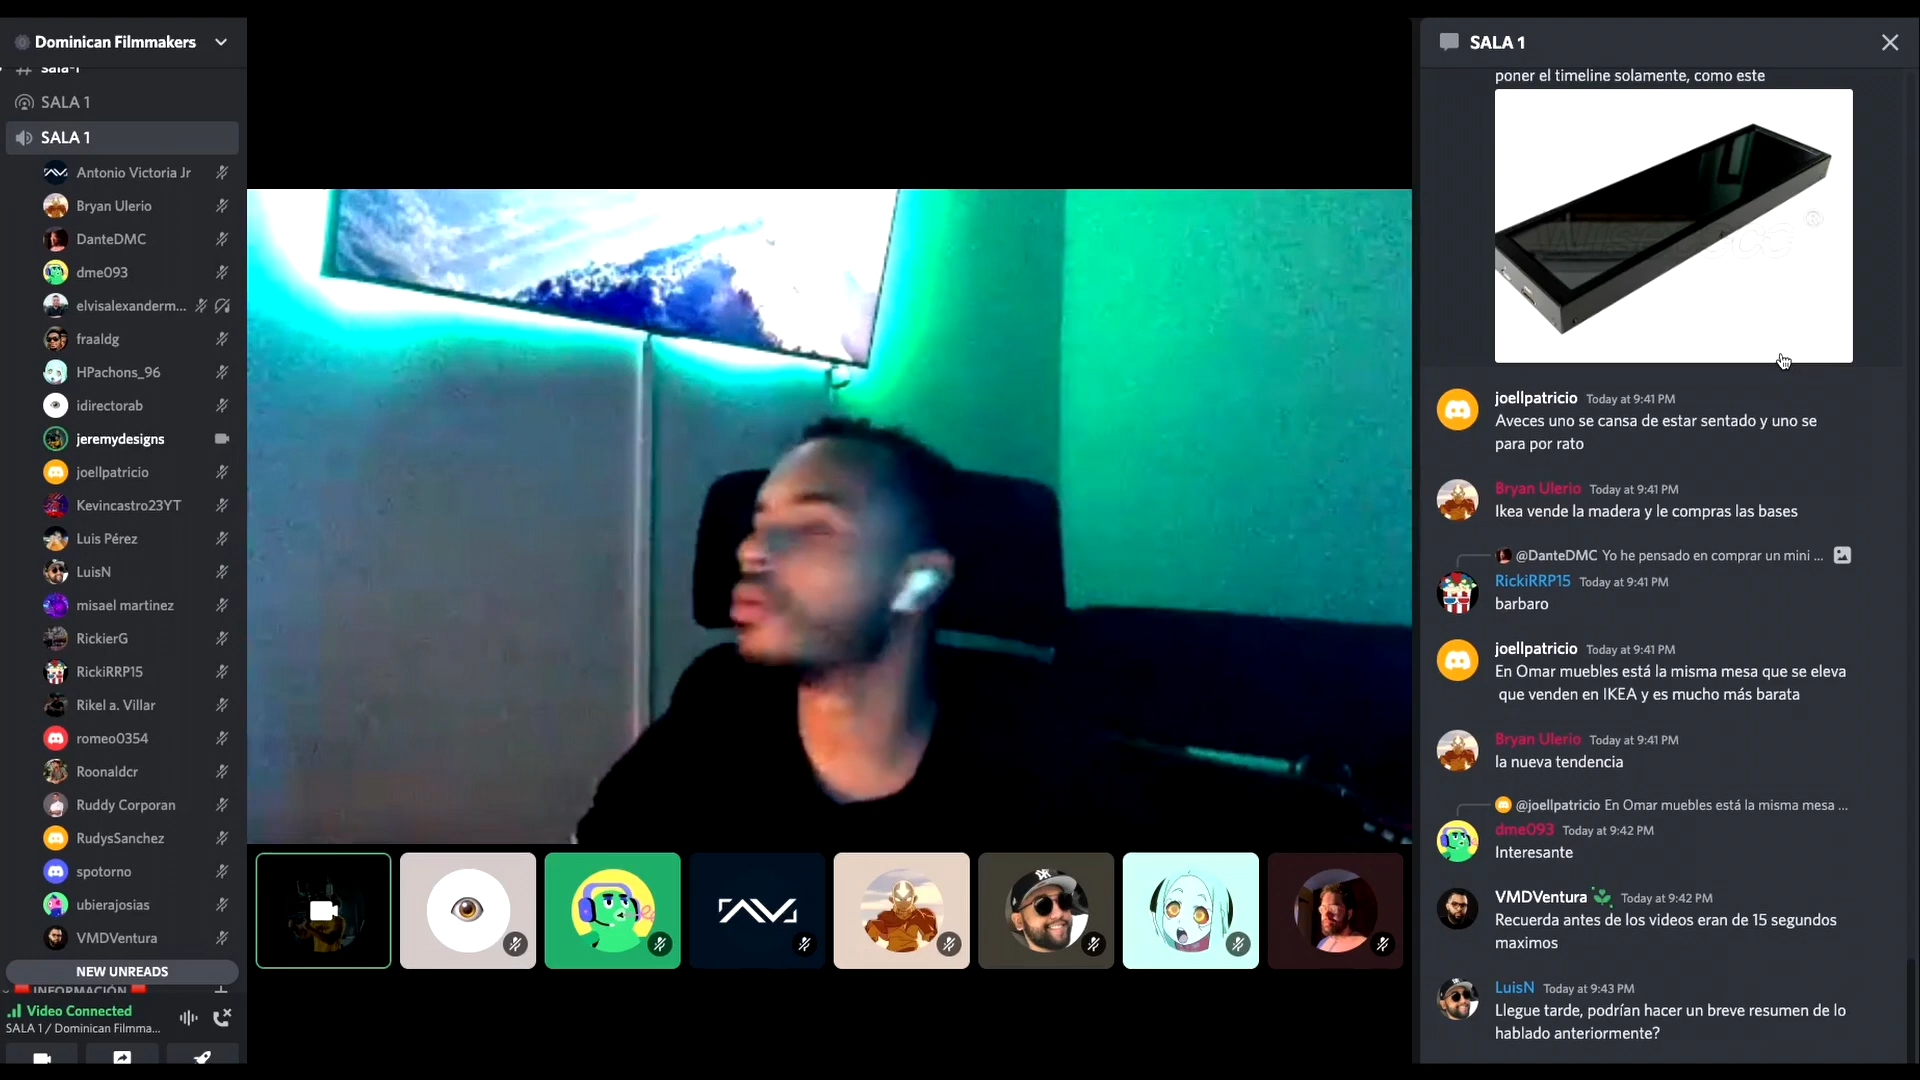 Dominican Filmmakers
sala-1
SALA 1
SALA 1
Antonio Victoria Jr
Bryan Ulerio
DanteDMC
dme093
elvisalexanderm...
fraaldg
HPachons_96
idirectorab
jeremydesigns
joellpatricio
Kevincastro23YT
Luis Pérez
LuisN
misael martinez
RickierG
RickiRRP15
Rikel a. Villar
romeo0354
Roonaldcr
Ruddy Corporan
RudysSanchez
spotorno
ubierajosias
VMDVentura
NEW UNREADS
INFORMACIÓN
Video Connected
SALA 1 / Dominican Filmma...
SALA 1
poner el timeline solamente, como este
joellpatricio Today at 9:41 PM
Aveces uno se cansa de estar sentado y uno se
para por rato
Bryan Ulerio Today at 9:41 PM
Ikea vende la madera y le compras las bases
@DanteDMC Yo he pensado en comprar un mini ...
RickiRRP15 Today at 9:41 PM
barbaro
joellpatricio Today at 9:41 PM
En Omar muebles está la misma mesa que se eleva
que venden en IKEA y es mucho más barata
Bryan Ulerio Today at 9:41 PM
la nueva tendencia
@joellpatricio En Omar muebles está la misma mesa ...
dme093 Today at 9:42 PM
Interesante
VMDVentura Today at 9:42 PM
Recuerda antes de los videos eran de 15 segundos
maximos
LuisN Today at 9:43 PM
Llegue tarde, podrían hacer un breve resumen de lo
hablado anteriormente?